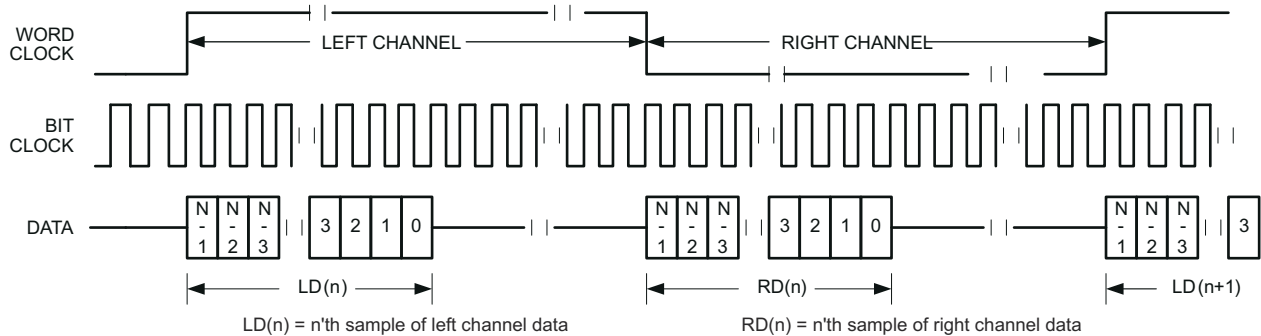 WORD
CLOCK
LEFT CHANNEL
RIGHT CHANNEL
BIT
CLOCK
DATA
N
-
1
N
-
2
N
-
3
3 2 1 0
N
-
1
N
-
2
N
-
3
3 2 1 0
N
-
1
N
-
2
N
-
3
3
LD(n)
RD(n)
LD(n+1)
LD(n) = n'th sample of left channel data
RD(n) = n'th sample of right channel data